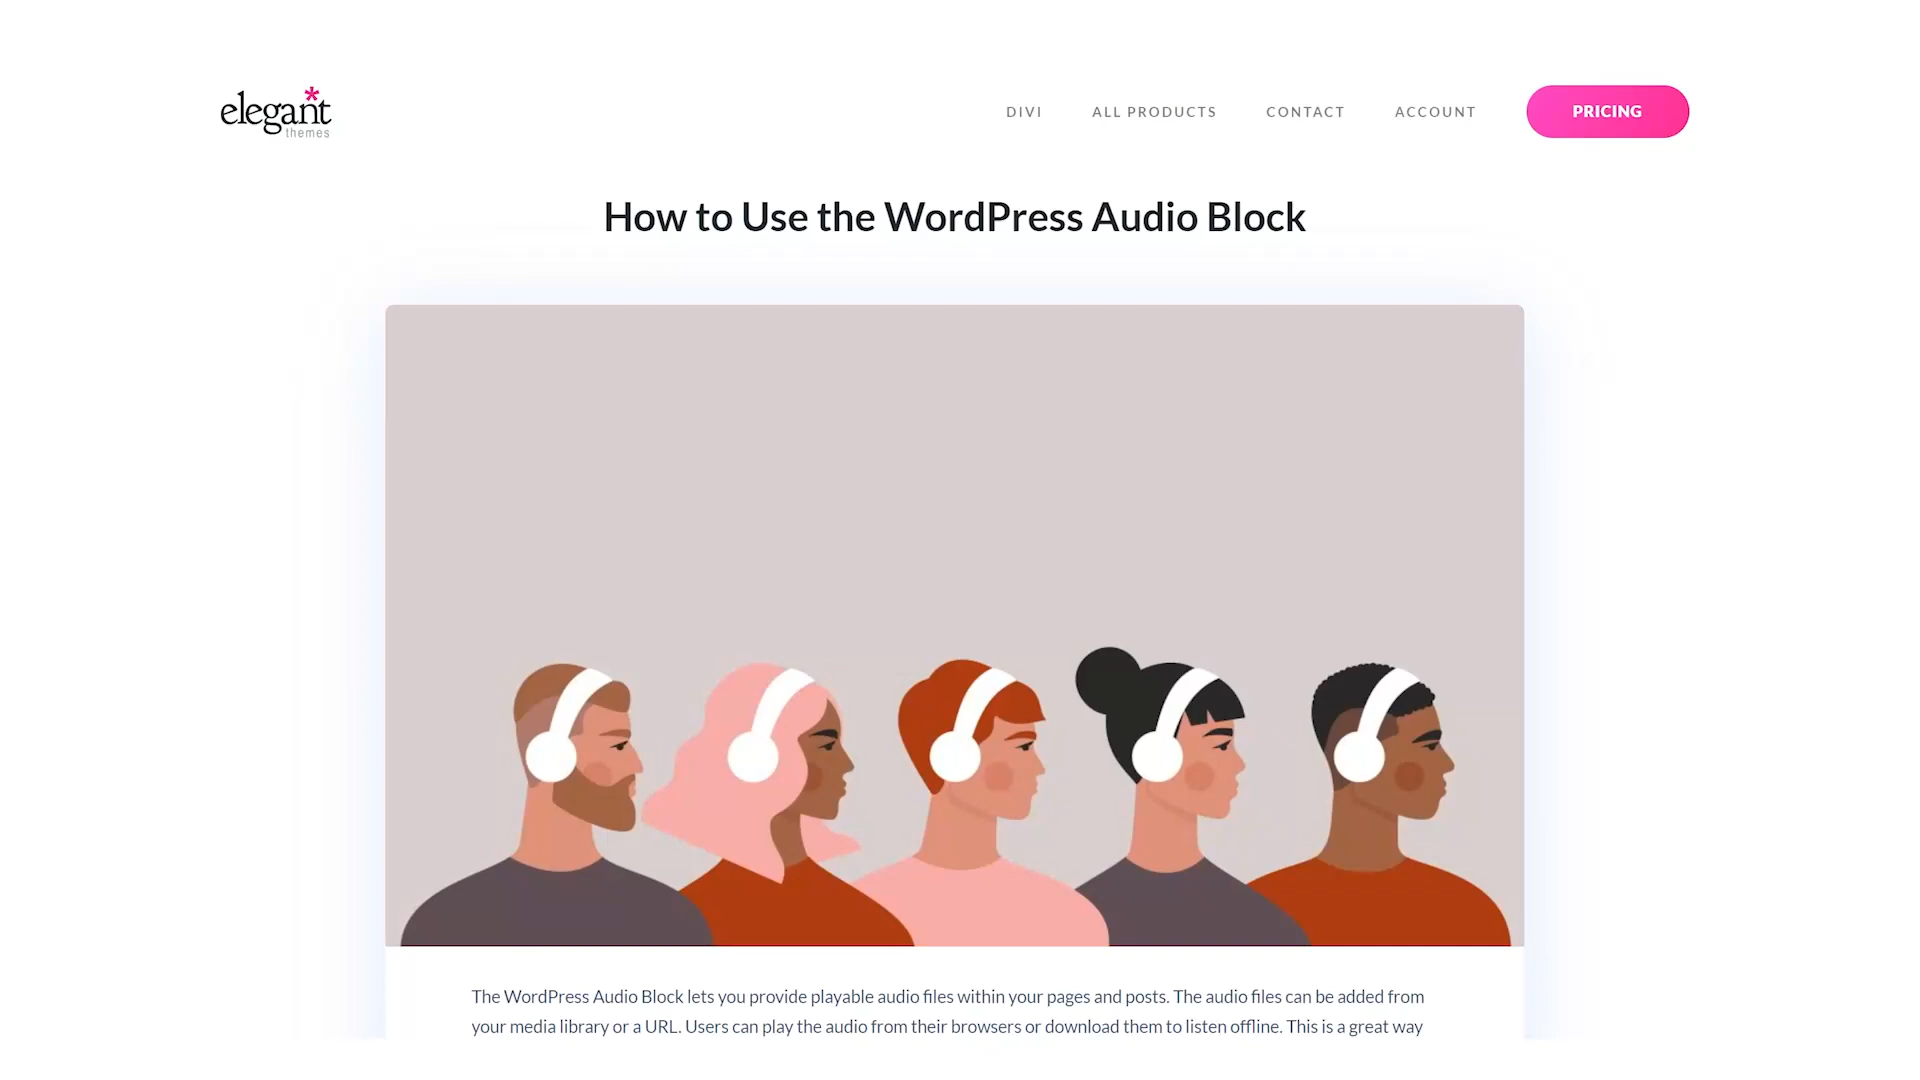 elegant
themes
DIVI
ALL PRODUCTS
CONTACT
ACCOUNT
PRICING
How to Use the WordPress Audio Block
The WordPress Audio Block lets you provide playable audio files within your pages and posts. The audio files can be added from
your media library or a URL. Users can play the audio from their browsers or download them to listen offline. This is a great way